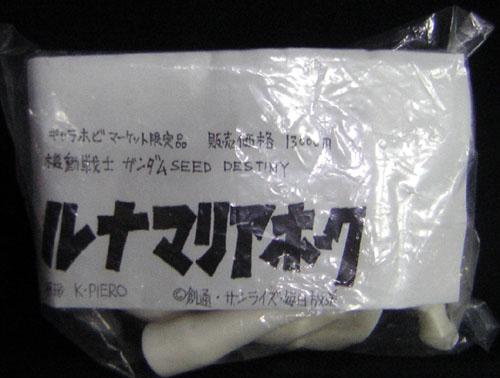 キャラホビマーケット限定品 販売価格 13000円
機動戦士 ガンダムSEED DESTINY
ルナマリアホーク
原型 K-PIERO
©創通・サンライズ・毎日放送